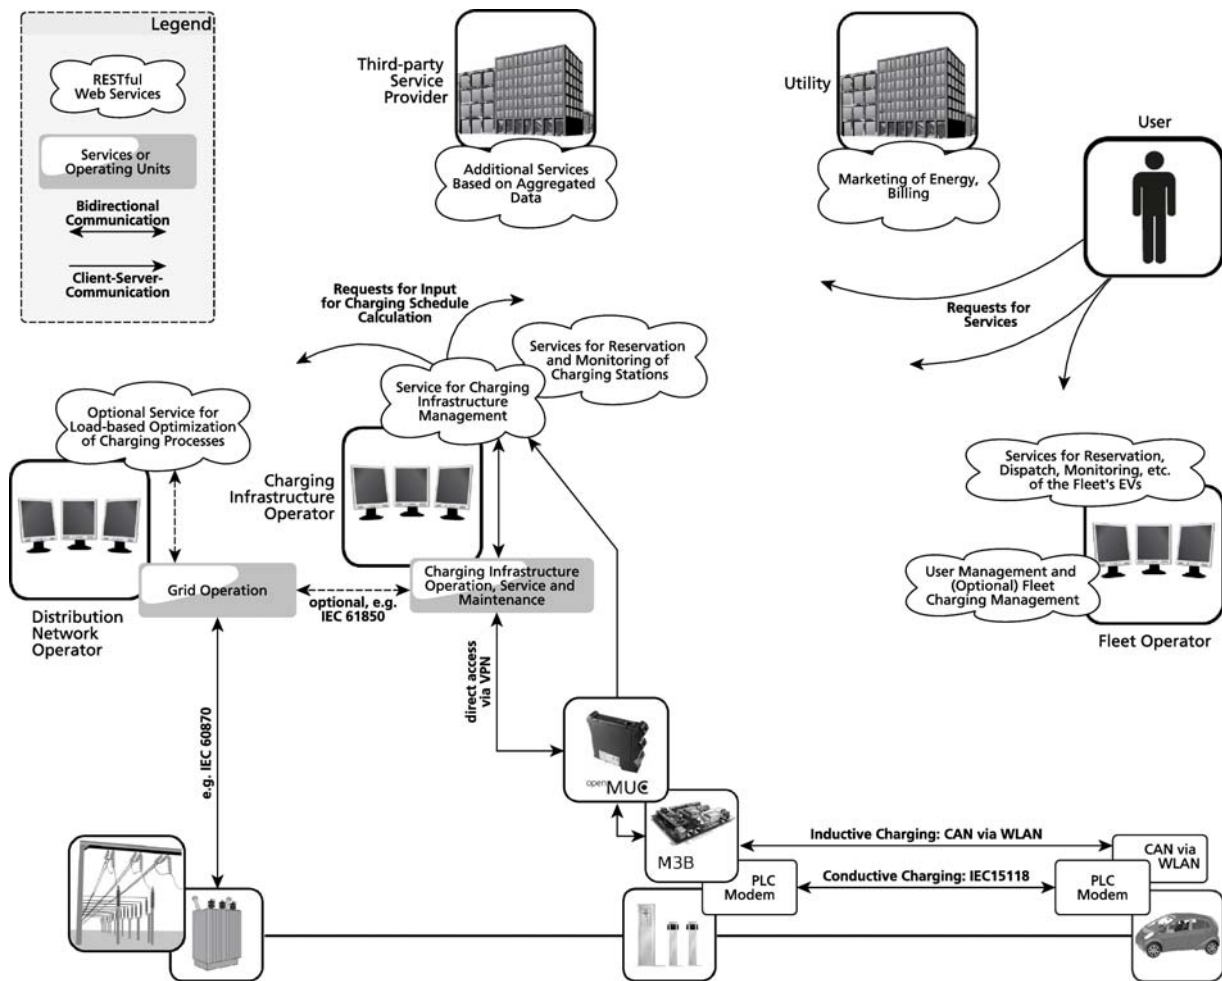 Legend
RESTful
Web Services
Services or
Operating Units
Bidirectional
Communication
Client-Server-
Communication
Third-party
Service
Provider
Additional Services
Based on Aggregated
Data
Utility
Marketing of Energy,
Billing
User
Requests for
Services
Requests for Input
for Charging Schedule
Calculation
Services for Reservation
and Monitoring of
Charging Stations
Service for Charging
Infrastructure
Management
Optional Service for
Load-based Optimization
of Charging Processes
Charging
Infrastructure
Operator
Services for Reservation,
Dispatch, Monitoring, etc.
of the Fleet's EVs
User Management and
(Optional) Fleet
Charging Management
Fleet Operator
Grid Operation
optional, e.g.
IEC 61850
Charging Infrastructure
Operation, Service and
Maintenance
Distribution
Network
Operator
e.g. IEC 60870
direct access
via VPN
openMUC
M3B
Inductive Charging: CAN via WLAN
CAN via
WLAN
PLC
Modem
Conductive Charging: IEC15118
PLC
Modem